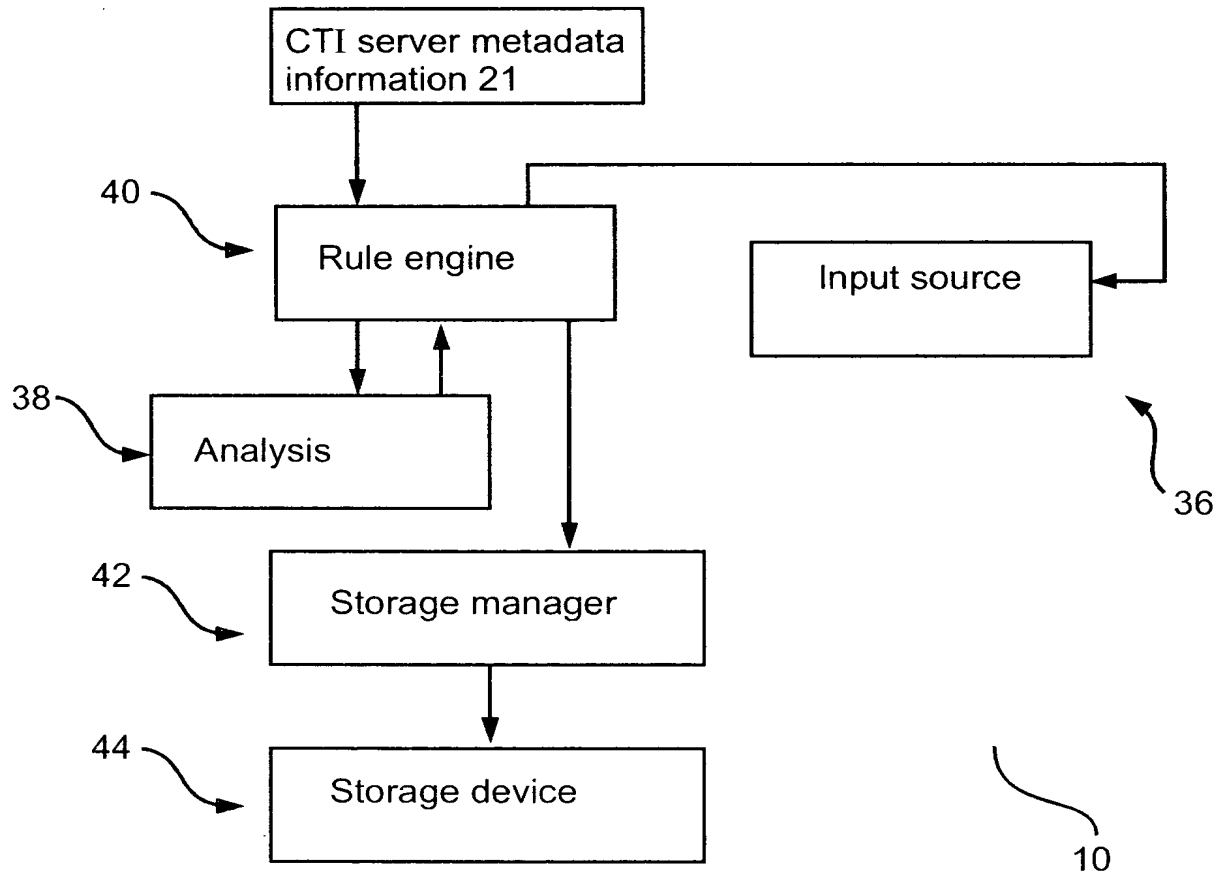 CTI server metadata
information 21
40
Rule engine
Input source
38
Analysis
36
42
Storage manager
44
Storage device
10